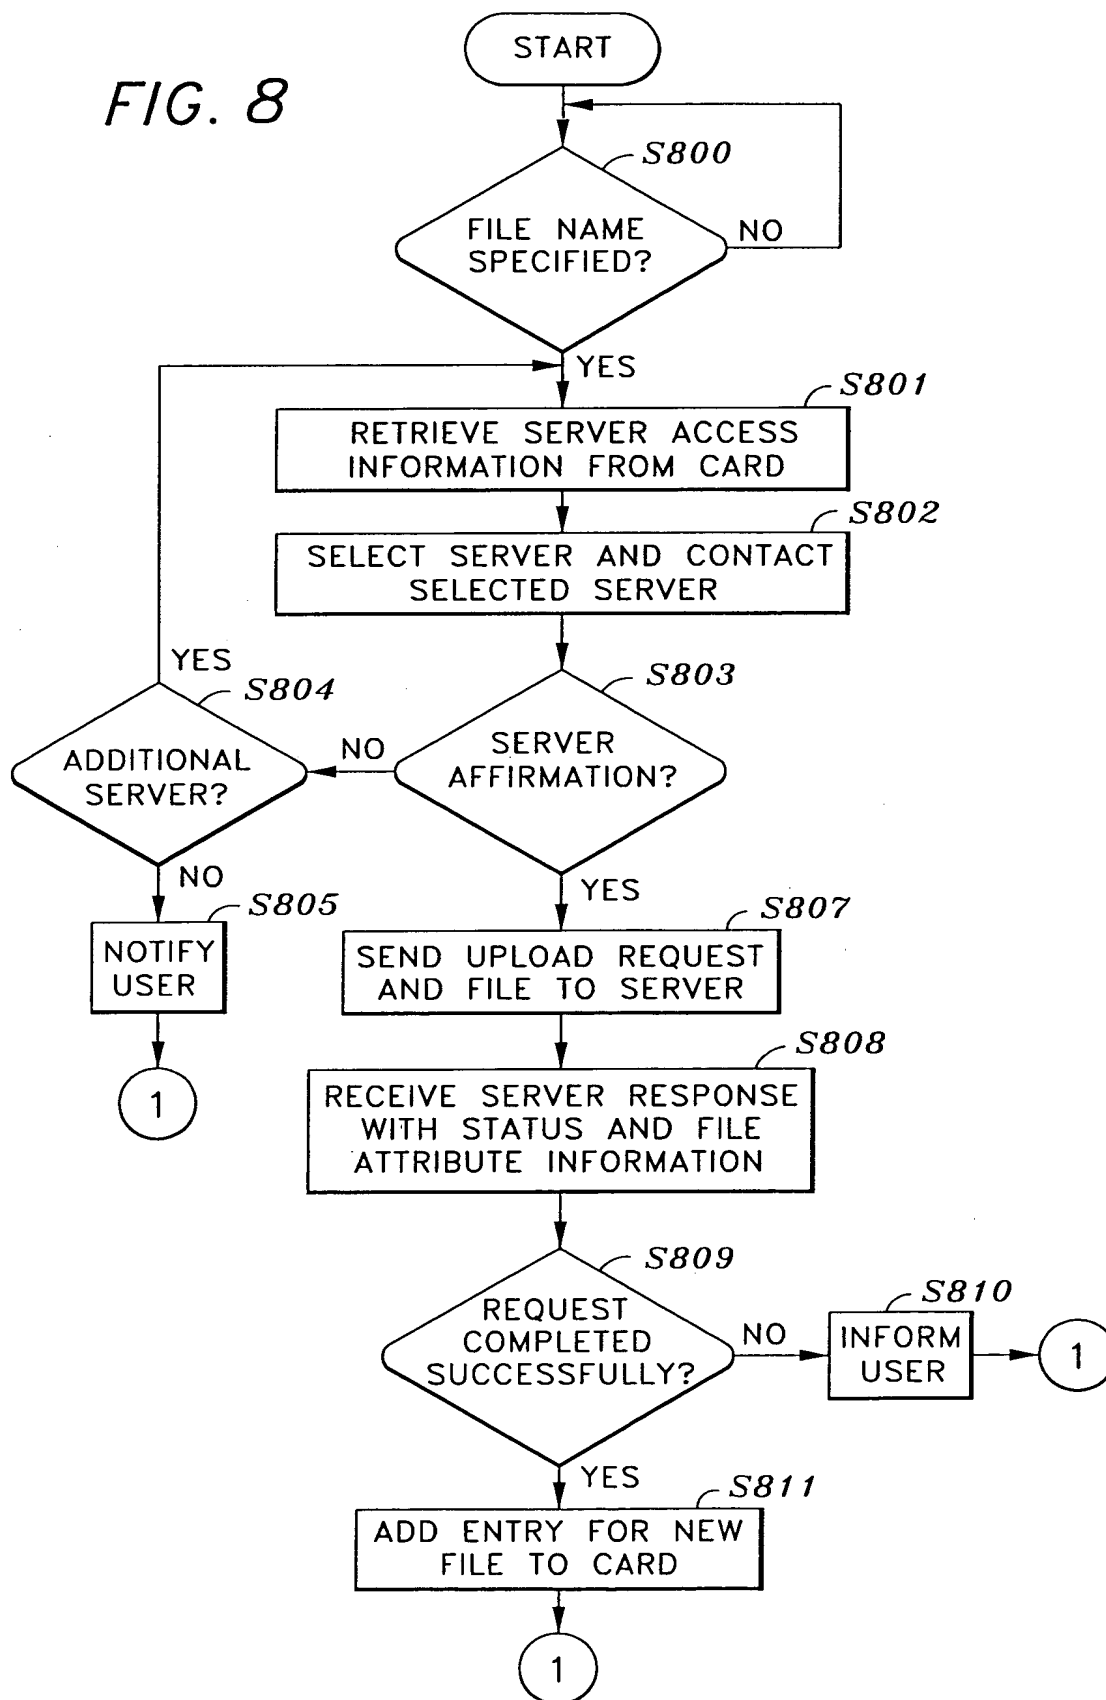 START
FIG. 8
S800
FILE NAME
SPECIFIED?
NO
YES
S801
RETRIEVE SERVER ACCESS
INFORMATION FROM CARD
S802
SELECT SERVER AND CONTACT
SELECTED SERVER
YES
S804
S803
ADDITIONAL
SERVER?
NO
SERVER
AFFIRMATION?
NO
YES
S805
NOTIFY
USER
S807
SEND UPLOAD REQUEST
AND FILE TO SERVER
1
S808
RECEIVE SERVER RESPONSE
WITH STATUS AND FILE
ATTRIBUTE INFORMATION
S809
REQUEST
COMPLETED
SUCCESSFULLY?
NO
S810
INFORM
USER
1
YES
S811
ADD ENTRY FOR NEW
FILE TO CARD
1